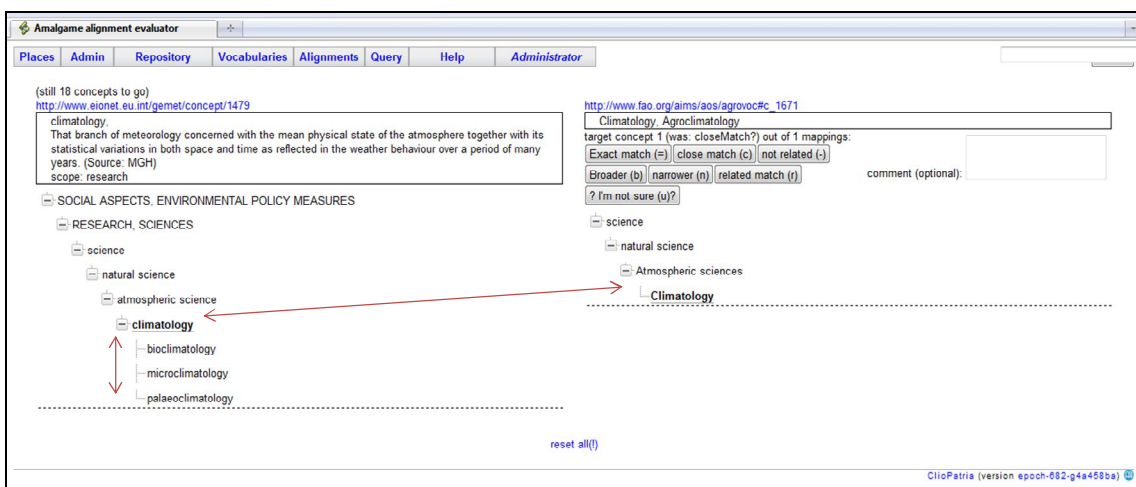 Amalgame alignment evaluator
Places Admin Repository Vocabularies Alignments Query Help Administrator
(still 18 concepts to go)
http://www.eionet.eu.int/gemet/concept/1479
climatology,
That branch of meteorology concerned with the mean physical state of the atmosphere together with its
statistical variations in both space and time as reflected in the weather behaviour over a period of many
years. (Source: MGH)
scope: research
SOCIAL ASPECTS, ENVIRONMENTAL POLICY MEASURES
RESEARCH, SCIENCES
science
natural science
atmospheric science
climatology
bioclimatology
microclimatology
palaeoclimatology
http://www.fao.org/aims/aos/agrovoc#c_1671
Climatology, Agroclimatology
target concept 1 (was: closeMatch?) out of 1 mappings:
Exact match (=) close match (c) not related (-)
Broader (b) narrower (n) related match (r)
comment (optional):
? I'm not sure (u)?
science
natural science
Atmospheric sciences
Climatology
reset all(!)
ClioPatria (version epoch-682-g4a458ba)